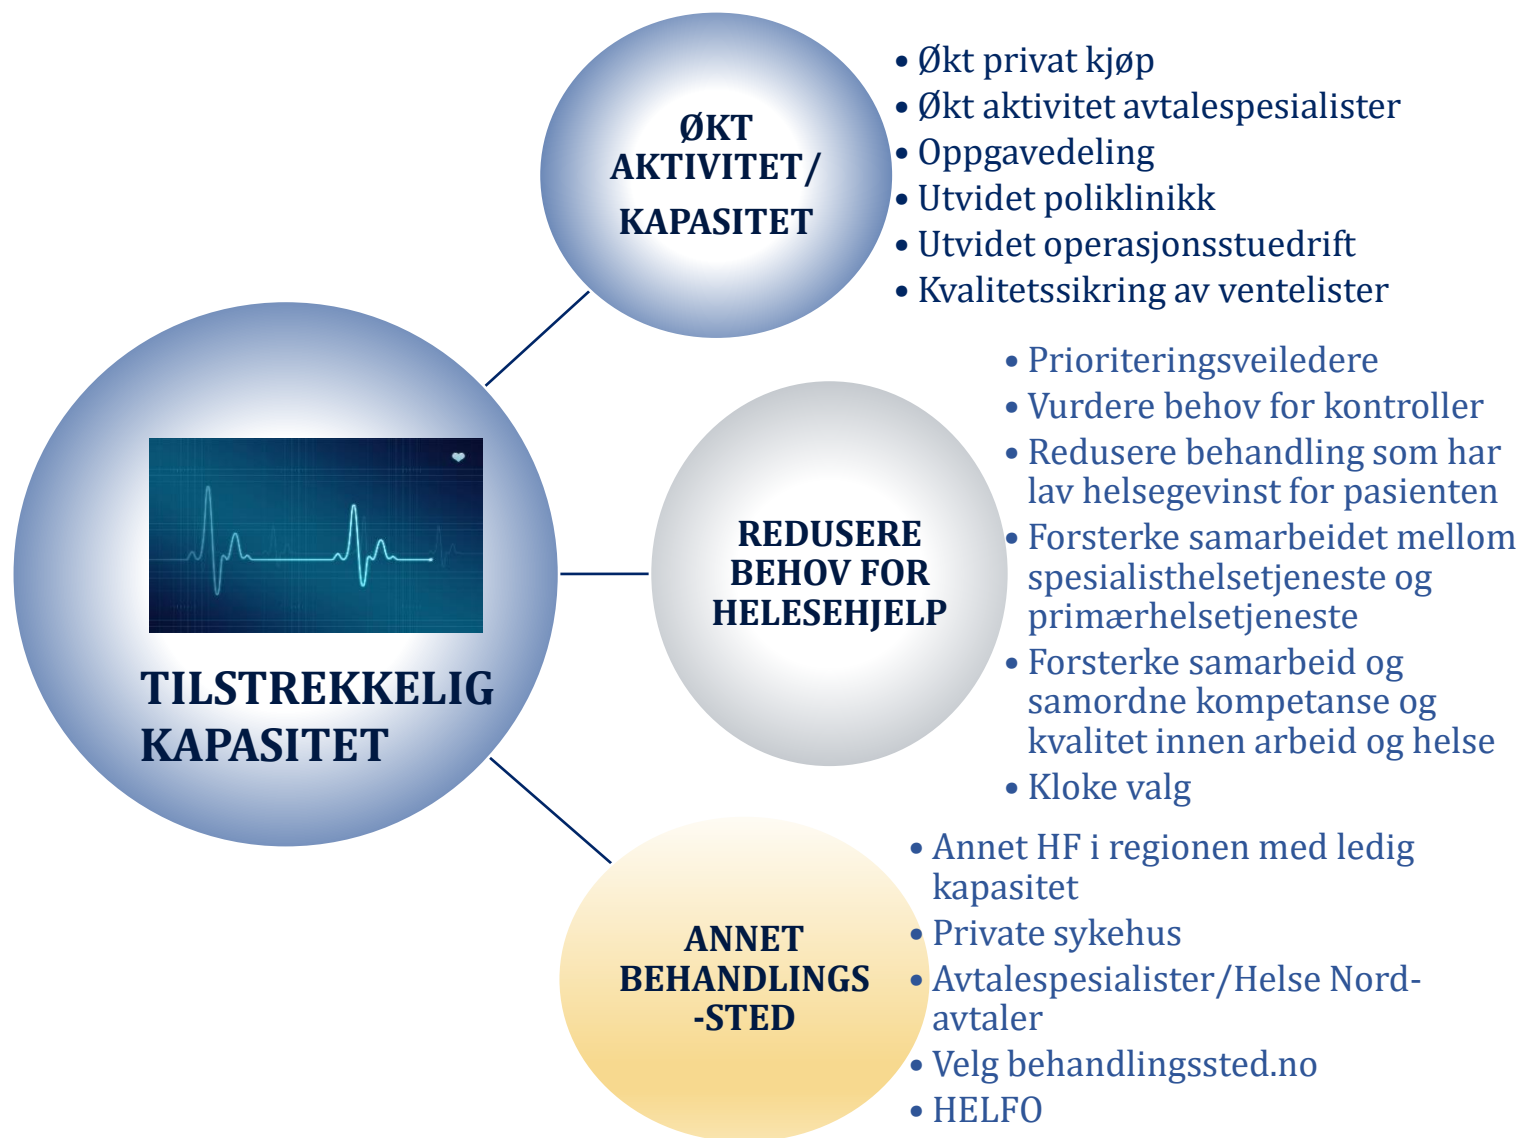 ØKT
AKTIVITET/
KAPASITET
• Økt privat kjøp
• Økt aktivitet avtalespesialister
• Oppgavedeling
• Utvidet poliklinikk
• Utvidet operasjonsstuedrift
• Kvalitetssikring av ventelister
TILSTREKKELIG
KAPASITET
REDUSERE
BEHOV FOR
HELESEHJELP
• Prioriteringsveiledere
• Vurdere behov for kontroller
• Redusere behandling som har
lav helsegevinst for pasienten
• Forsterke samarbeidet mellom
spesialisthelsetjeneste og
primærhelsetjeneste
• Forsterke samarbeid og
samordne kompetanse og
kvalitet innen arbeid og helse
• Kloke valg
ANNET
BEHANDLINGS
-STED
• Annet HF i regionen med ledig
kapasitet
• Private sykehus
• Avtalespesialister/Helse Nord-
avtaler
• Velg behandlingssted.no
• HELFO